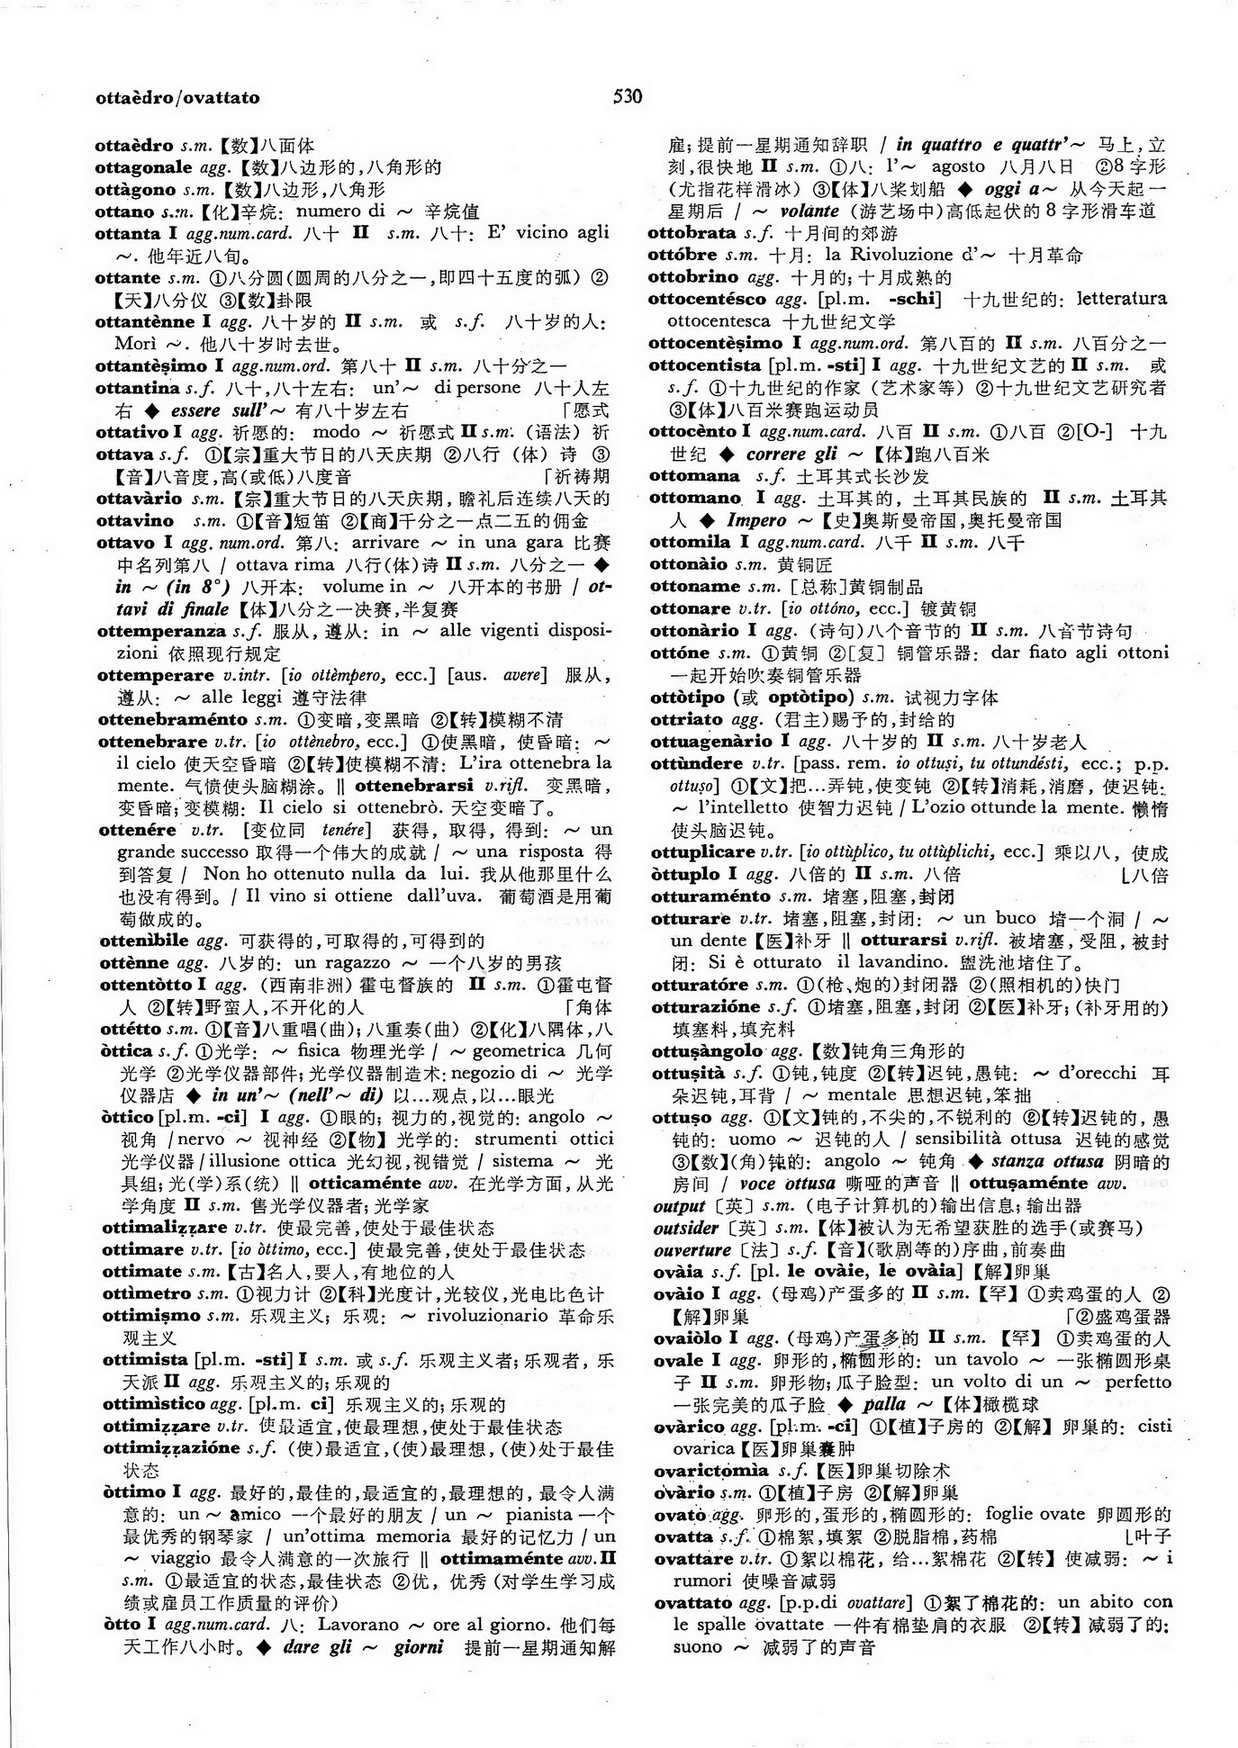 ottaèdro/ovattato
530
ottaèdro s.m.【数】八面体
ottagonale agg.【数】八边形的,八角形的
ottàgono s.m.【数】八边形,八角形
ottano s.m.【化】辛烷: numero di ～ 辛烷值
ottanta I agg.num.card. 八十 II s.m. 八十: E' vicino agli
～. 他年近八旬。
ottante s.m. ①八分圆(圆周的八分之一,即四十五度的弧) ②
【天】八分仪 ③【数】卦限
ottantènne I agg. 八十岁的 II s.m. 或 s.f. 八十岁的人:
Morì ～. 他八十岁时去世。
ottantèṣimo I agg.num.ord. 第八十 II s.m. 八十分之一
ottantina s.f. 八十,八十左右: un'～ di persone 八十人左
右 ◆ essere sull'～ 有八十岁左右 「愿式
ottativo I agg. 祈愿的: modo ～ 祈愿式 II s.m. (语法) 祈
ottava s.f. ①【宗】重大节日的八天庆期 ②八行 (体) 诗 ③
【音】八音度,高(或低)八度音 「祈祷期
ottavàrio s.m.【宗】重大节日的八天庆期, 瞻礼后连续八天的
ottavino s.m. ①【音】短笛 ②【商】千分之一点二五的佣金
ottavo I agg. num.ord. 第八: arrivare ～ in una gara 比赛
中名列第八 / ottava rima 八行(体)诗 II s.m. 八分之一 ◆
in ～ (in 8°) 八开本: volume in ～ 八开本的书册 / ot-
tavi di finale【体】八分之一决赛,半复赛
ottemperanza s.f. 服从, 遵从: in ～ alle vigenti disposi-
zioni 依照现行规定
ottemperare v.intr. [io ottèmpero, ecc.] [aus. avere] 服从,
遵从: ～ alle leggi 遵守法律
ottenebraménto s.m. ①变暗,变黑暗 ②【转】模糊不清
ottenebrare v.tr. [io ottènebro, ecc.] ①使黑暗, 使昏暗: ～
il cielo 使天空昏暗 ②【转】使模糊不清: L'ira ottenebra la
mente. 气愤使头脑糊涂。‖ ottenebrarsi v.rifl. 变黑暗,
变昏暗;变模糊: Il cielo si ottenebrò. 天空变暗了。
ottenére v.tr. [变位同 tenére] 获得, 取得, 得到: ～ un
grande successo 取得一个伟大的成就 / ～ una risposta 得
到答复 / Non ho ottenuto nulla da lui. 我从他那里什么
也没有得到。/ Il vino si ottiene dall'uva. 葡萄酒是用葡
萄做成的。
ottenìbile agg. 可获得的,可取得的,可得到的
ottènne agg. 八岁的: un ragazzo ～ 一个八岁的男孩
ottentòtto I agg. (西南非洲) 霍屯督族的 II s.m. ①霍屯督
人 ②【转】野蛮人,不开化的人 「角体
ottétto s.m. ①【音】八重唱(曲); 八重奏(曲) ②【化】八隅体,八
òttica s.f. ①光学: ～ fisica 物理光学 / ～ geometrica 几何
光学 ②光学仪器部件; 光学仪器制造术: negozio di ～ 光学
仪器店 ◆ in un'～ (nell'～ di) 以…观点,以…眼光
òttico [pl.m. -ci] I agg. ①眼的; 视力的,视觉的: angolo ～
视角 /nervo ～ 视神经 ②【物】光学的: strumenti ottici
光学仪器/illusione ottica 光幻视,视错觉 / sistema ～ 光
具组;光(学)系(统) ‖ otticaménte avv. 在光学方面,从光
学角度 II s.m. 售光学仪器者; 光学家
ottimaliẓẓare v.tr. 使最完善,使处于最佳状态
ottimare v.tr. [io òttimo, ecc.] 使最完善,使处于最佳状态
ottimate s.m.【古】名人,要人,有地位的人
ottìmetro s.m. ①视力计 ②【科】光度计,光较仪,光电比色计
ottimiṣmo s.m. 乐观主义; 乐观: ～ rivoluzionario 革命乐
观主义
ottimista [pl.m. -sti] I s.m. 或 s.f. 乐观主义者; 乐观者, 乐
天派 II agg. 乐观主义的; 乐观的
ottimìstico agg. [pl.m. ci] 乐观主义的; 乐观的
ottimiẓẓare v.tr. 使最适宜,使最理想,使处于最佳状态
ottimiẓẓazióne s.f. (使)最适宜,(使)最理想, (使)处于最佳
状态
òttimo I agg. 最好的,最佳的,最适宜的,最理想的, 最令人满
意的: un ～ amico 一个最好的朋友 / un ～ pianista 一个
最优秀的钢琴家 / un'ottima memoria 最好的记忆力 / un
～ viaggio 最令人满意的一次旅行 ‖ ottimaménte avv. II
s.m. ①最适宜的状态,最佳状态 ②优, 优秀 (对学生学习成
绩或雇员工作质量的评价)
òtto I agg.num.card. 八: Lavorano ～ ore al giorno. 他们每
天工作八小时。◆ dare gli ～ giorni 提前一星期通知解
雇; 提前一星期通知辞职 / in quattro e quattr'～ 马上,立
刻,很快地 II s.m. ①八: l'～ agosto 八月八日 ②8字形
(尤指花样滑冰) ③【体】八桨划船 ◆ oggi a～ 从今天起一
星期后 / ～ volante (游艺场中)高低起伏的8字形滑车道
ottobrata s.f. 十月间的郊游
ottóbre s.m. 十月: la Rivoluzione d'～ 十月革命
ottobrino agg. 十月的; 十月成熟的
ottocentésco agg. [pl.m. -schi] 十九世纪的: letteratura
ottocentesca 十九世纪文学
ottocentèṣimo I agg.num.ord. 第八百的 II s.m. 八百分之一
ottocentista [pl.m. -sti] I agg. 十九世纪文艺的 II s.m. 或
s.f. ①十九世纪的作家 (艺术家等) ②十九世纪文艺研究者
③【体】八百米赛跑运动员
ottocènto I agg.num.card. 八百 II s.m. ①八百 ②[O-] 十九
世纪 ◆ correre gli ～【体】跑八百米
ottomana s.f. 土耳其式长沙发
ottomano I agg. 土耳其的, 土耳其民族的 II s.m. 土耳其
人 ◆ Impero ～【史】奥斯曼帝国,奥托曼帝国
ottomila I agg.num.card. 八千 II s.m. 八千
ottonàio s.m. 黄铜匠
ottoname s.m. [总称]黄铜制品
ottonare v.tr. [io ottóno, ecc.] 镀黄铜
ottonàrio I agg. (诗句)八个音节的 II s.m. 八音节诗句
ottóne s.m. ①黄铜 ②[复] 铜管乐器: dar fiato agli ottoni
一起开始吹奏铜管乐器
ottòtipo (或 optòtipo) s.m. 试视力字体
ottriato agg. (君主)赐予的,封给的
ottuagenàrio I agg. 八十岁的 II s.m. 八十岁老人
ottùndere v.tr. [pass. rem. io ottuṣi, tu ottundésti, ecc.; p.p.
ottuṣo] ①【文】把…弄钝,使变钝 ②【转】消耗,消磨, 使迟钝:
～ l'intelletto 使智力迟钝 / L'ozio ottunde la mente. 懒惰
使头脑迟钝。
ottuplicare v.tr. [io ottùplico, tu ottùplichi, ecc.] 乘以八, 使成
òttuplo I agg. 八倍的 II s.m. 八倍 ⌊八倍
otturaménto s.m. 堵塞,阻塞,封闭
otturare v.tr. 堵塞,阻塞,封闭: ～ un buco 堵一个洞 / ～
un dente【医】补牙 ‖ otturarsi v.rifl. 被堵塞, 受阻, 被封
闭: Si è otturato il lavandino. 盥洗池堵住了。
otturatóre s.m. ①(枪、炮的)封闭器 ②(照相机的)快门
otturazióne s.f. ①堵塞,阻塞,封闭 ②【医】补牙; (补牙用的)
填塞料,填充料
ottuṣàngolo agg.【数】钝角三角形的
ottuṣità s.f. ①钝,钝度 ②【转】迟钝,愚钝: ～ d'orecchi 耳
朵迟钝,耳背 / ～ mentale 思想迟钝,笨拙
ottuṣo agg. ①【文】钝的,不尖的,不锐利的 ②【转】迟钝的, 愚
钝的: uomo ～ 迟钝的人 / sensibilità ottusa 迟钝的感觉
③【数】(角)钝的: angolo ～ 钝角 ◆ stanza ottusa 阴暗的
房间 / voce ottusa 嘶哑的声音 ‖ ottuṣaménte avv.
output〔英〕s.m. (电子计算机的)输出信息; 输出器
outsider〔英〕s.m.【体】被认为无希望获胜的选手(或赛马)
ouverture〔法〕s.f.【音】(歌剧等的)序曲,前奏曲
ovàia s.f. [pl. le ovàie, le ovàia]【解】卵巢
ovàio I agg. (母鸡)产蛋多的 II s.m.【罕】①卖鸡蛋的人 ②
【解】卵巢 「②盛鸡蛋器
ovaiòlo I agg. (母鸡)产蛋多的 II s.m.【罕】①卖鸡蛋的人
ovale I agg. 卵形的,椭圆形的: un tavolo ～ 一张椭圆形桌
子 II s.m. 卵形物; 瓜子脸型: un volto di un ～ perfetto
一张完美的瓜子脸 ◆ palla ～【体】橄榄球
ovàrico agg. [pl.m. -ci] ①【植】子房的 ②【解】卵巢的: cisti
ovarica【医】卵巢囊肿
ovarictomìa s.f.【医】卵巢切除术
ovàrio s.m. ①【植】子房 ②【解】卵巢
ovato agg. 卵形的,蛋形的,椭圆形的: foglie ovate 卵圆形的
ovatta s.f. ①棉絮,填絮 ②脱脂棉,药棉 ⌊叶子
ovattare v.tr. ①絮以棉花, 给…絮棉花 ②【转】使减弱: ～ i
rumori 使噪音减弱
ovattato agg. [p.p.di ovattare] ①絮了棉花的: un abito con
le spalle ovattate 一件有棉垫肩的衣服 ②【转】减弱了的:
suono ～ 减弱了的声音